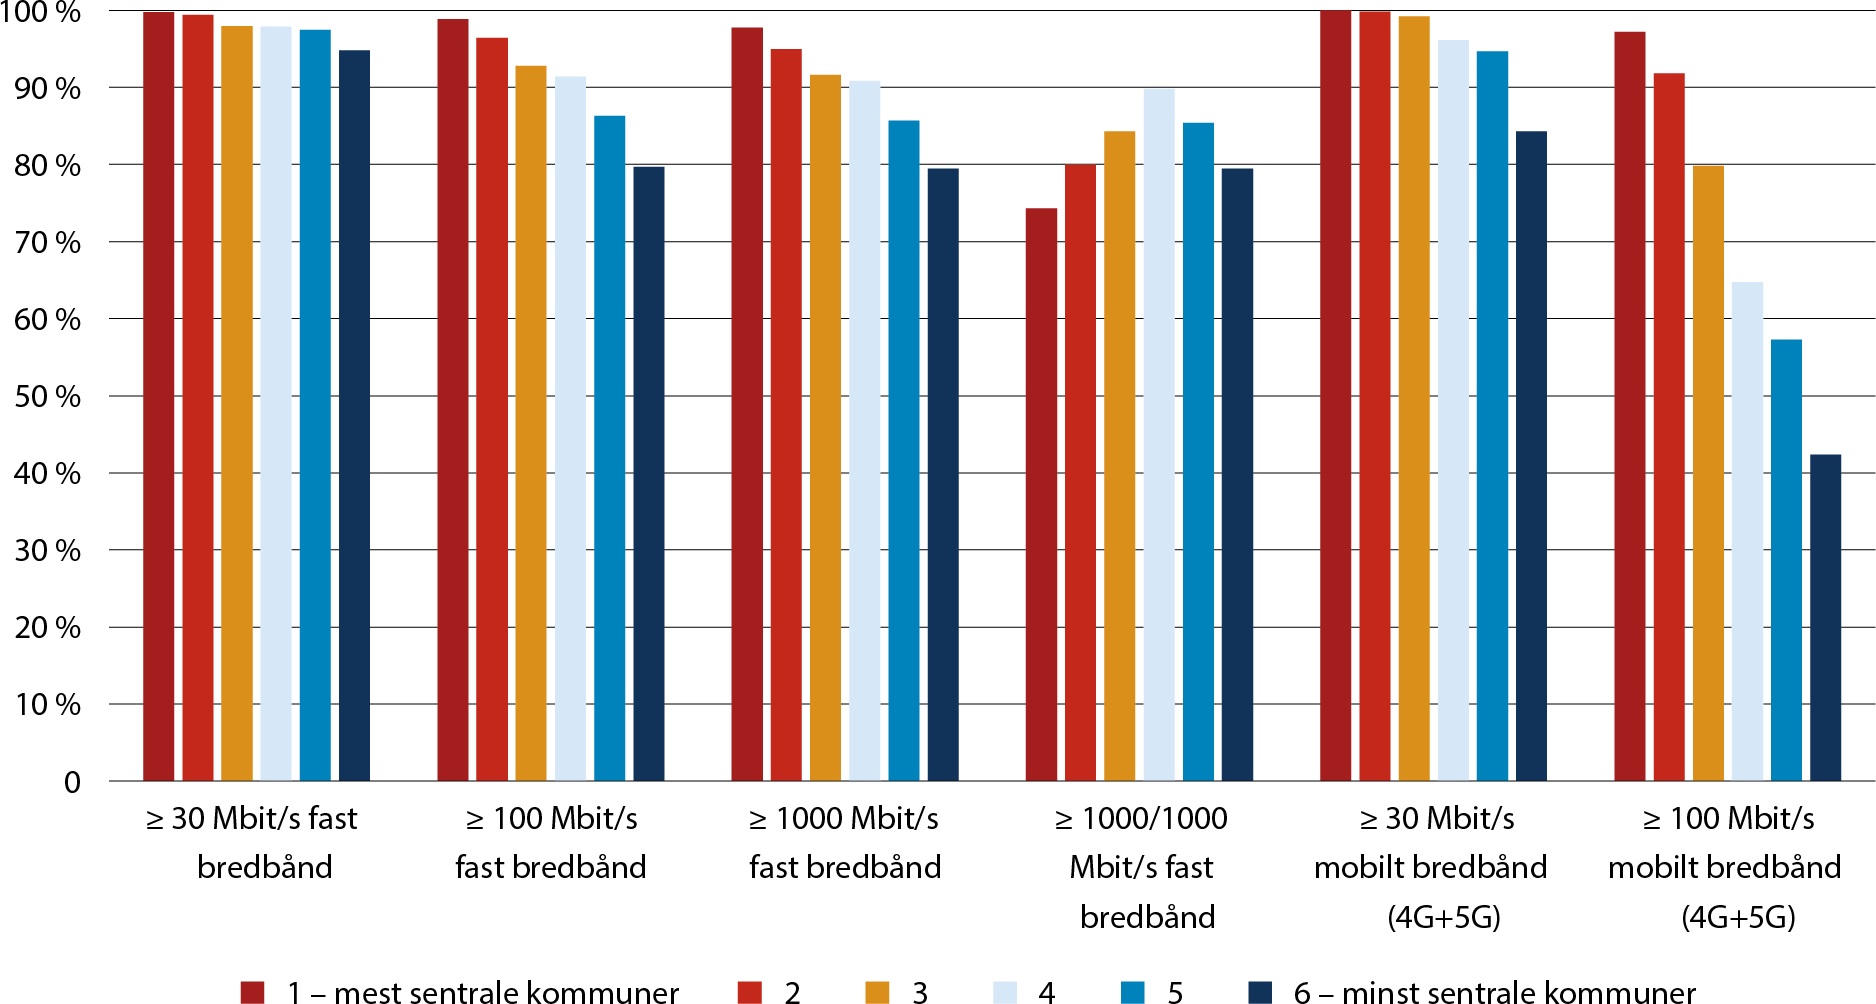 100 %
90 %
80 %
70 %
60 %
50 %
40 %
30 %
20 %
10 %
0
≥ 30 Mbit/s fast
bredbånd
≥ 100 Mbit/s
fast bredbånd
≥ 1000 Mbit/s
fast bredbånd
≥ 1000/1000
Mbit/s fast
bredbånd
≥ 30 Mbit/s
mobilt bredbånd
(4G+5G)
≥ 100 Mbit/s
mobilt bredbånd
(4G+5G)
1 – mest sentrale kommuner 2 3 4 5 6 – minst sentrale kommuner